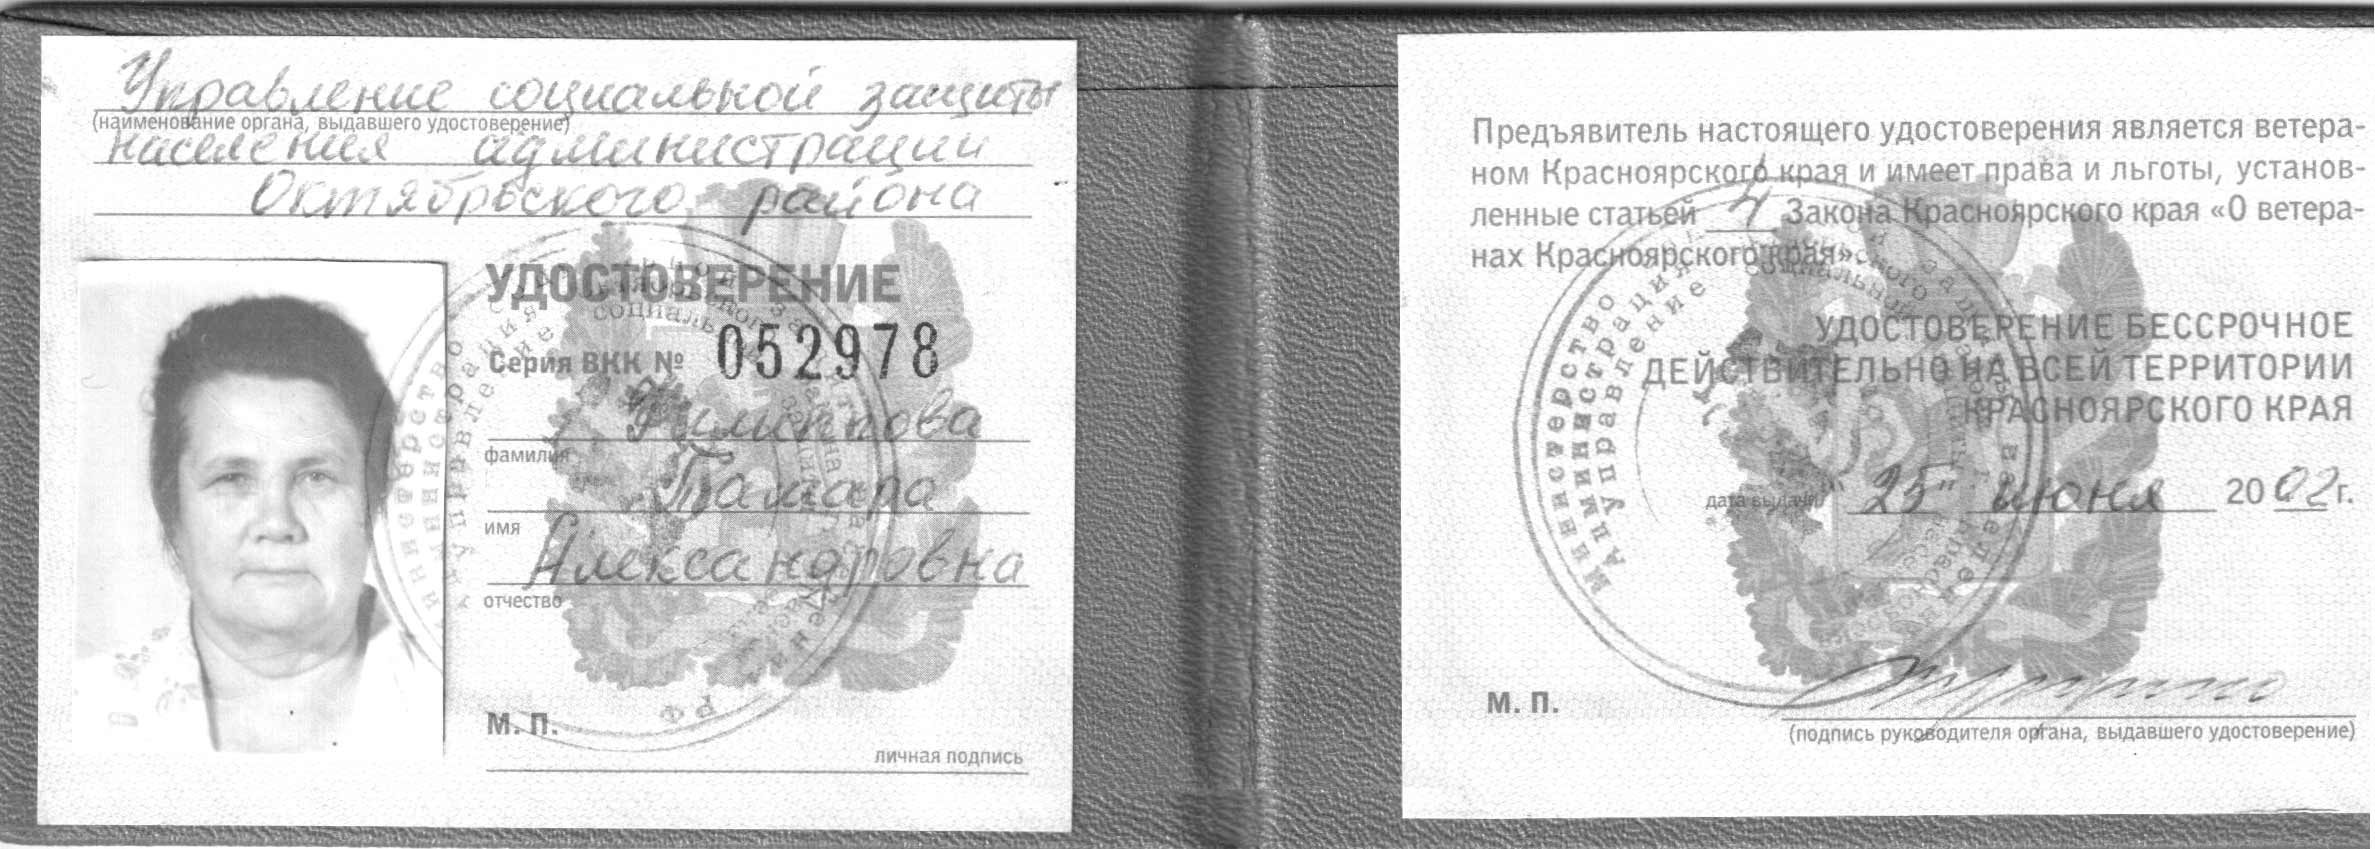 Управление социальной защиты
(наименование органа, выдавшего удостоверение)
населения администрации
Октябрьского района
УДОСТОВЕРЕНИЕ
Серия ВКК № 052978
фамилия
Тамара
имя
Александровна
отчество
М. П.
личная подпись
Предъявитель настоящего удостоверения является ветера-
ном Красноярского края и имеет права и льготы, установ-
ленные статьей 4 Закона Красноярского края «О ветера-
нах Красноярского края»
УДОСТОВЕРЕНИЕ БЕССРОЧНОЕ
ДЕЙСТВИТЕЛЬНО НА ВСЕЙ ТЕРРИТОРИИ
КРАСНОЯРСКОГО КРАЯ
дата выдачи "25" июня 2002г.
М. П.
(подпись руководителя органа, выдавшего удостоверение)